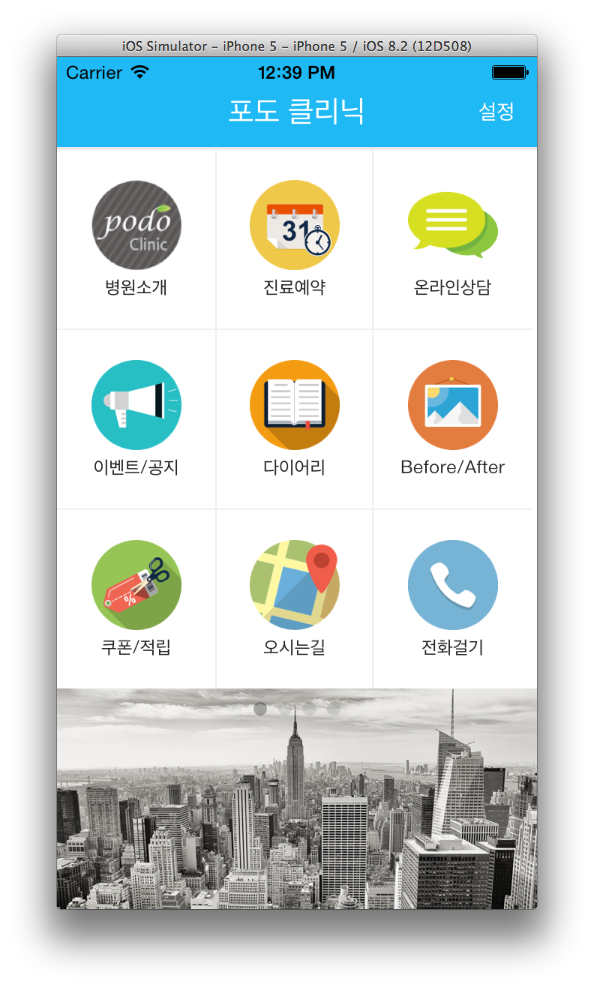 iOS Simulator - iPhone 5 - iPhone 5 / iOS 8.2 (12D508)
Carrier 12:39 PM
포도 클리닉 설정
podo
Clinic
31
병원소개 진료예약 온라인상담
이벤트/공지 다이어리 Before/After
%
쿠폰/적립 오시는길 전화걸기